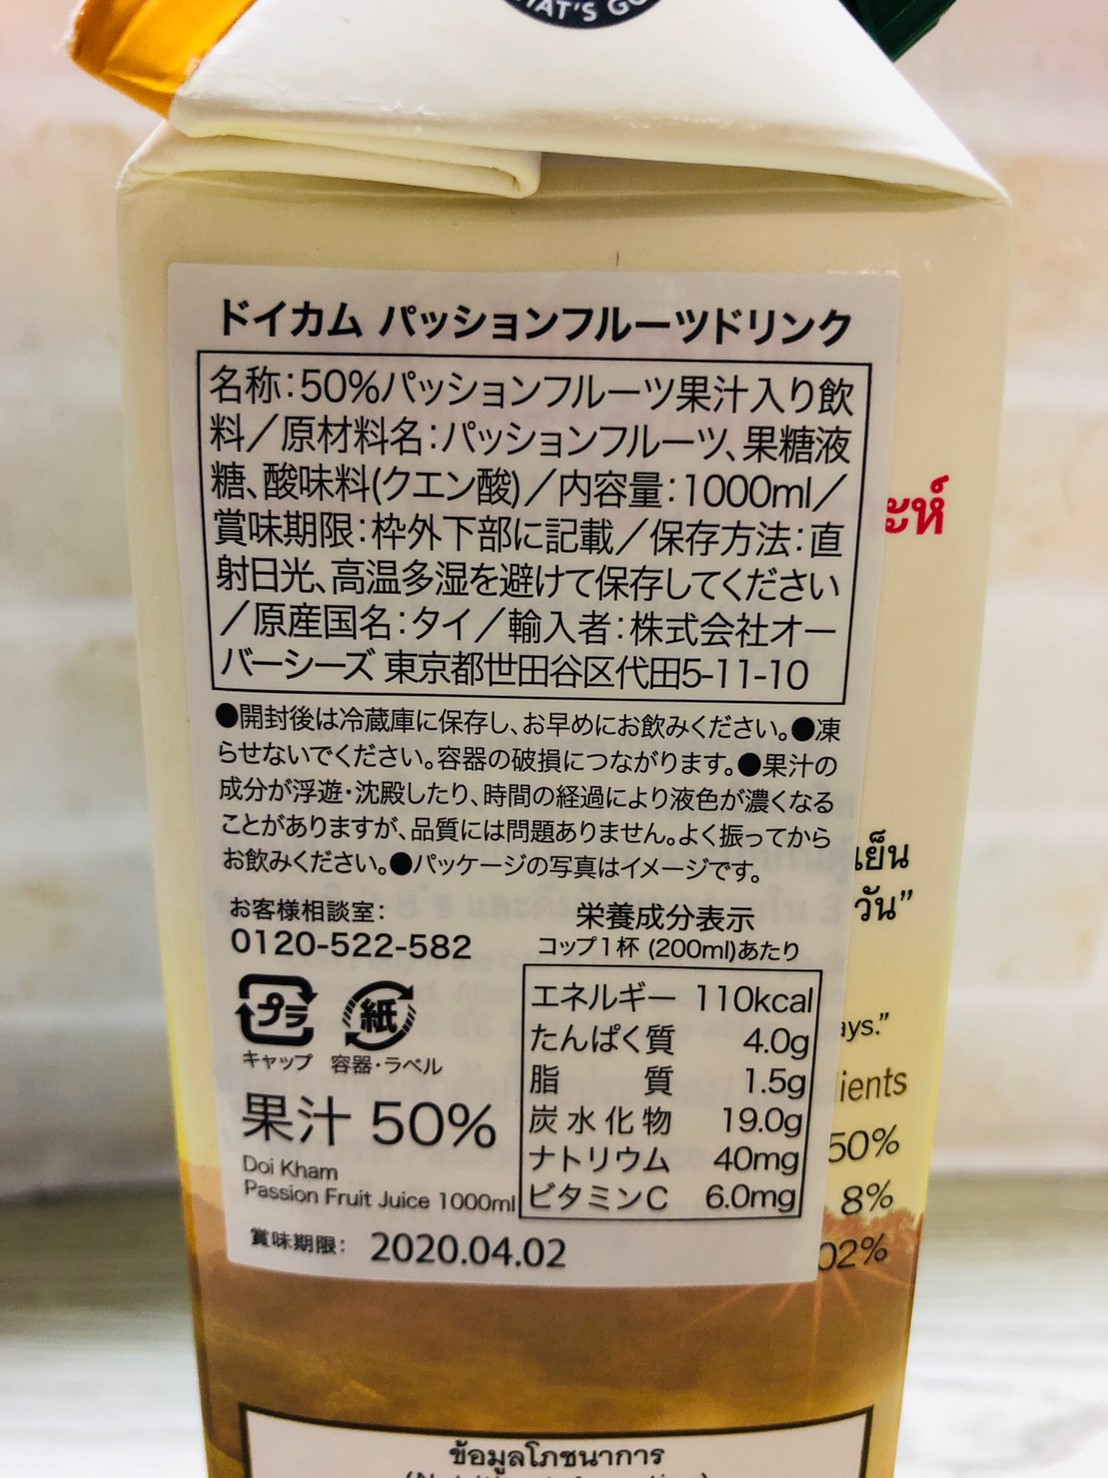 THAT'S GO
ドイカム パッションフルーツドリンク
名称:50%パッションフルーツ果汁入り飲
料/原材料名:パッションフルーツ、果糖液
糖、酸味料(クエン酸)/内容量:1000ml/
賞味期限:枠外下部に記載/保存方法:直
射日光、高温多湿を避けて保存してください
/原産国名:タイ/輸入者:株式会社オー
バーシーズ 東京都世田谷区代田5-11-10
●開封後は冷蔵庫に保存し、お早めにお飲みください。●凍
らせないでください。容器の破損につながります。●果汁の
成分が浮遊・沈殿したり、時間の経過により液色が濃くなる
ことがありますが、品質には問題ありません。よく振ってから
お飲みください。●パッケージの写真はイメージです。
お客様相談室:
0120-522-582
プラ
キャップ
紙
容器・ラベル
果汁 50%
Doi Kham
Passion Fruit Juice 1000ml
賞味期限: 2020.04.02
栄養成分表示
コップ1杯 (200ml)あたり
エネルギー 110kcal
たんぱく質 4.0g
脂質 1.5g
炭水化物 19.0g
ナトリウム 40mg
ビタミンC 6.0mg
ะห์
เย็น
วัน”
ays.”
ients
50%
8%
02%
ข้อมูลโภชนาการ